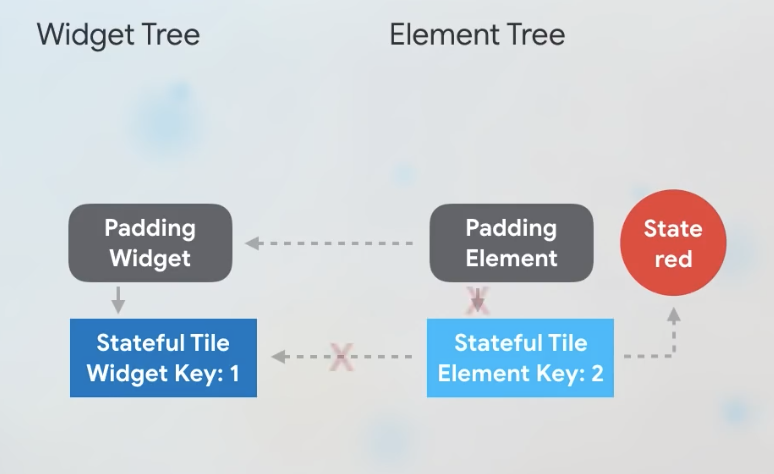 Widget Tree
Element Tree
Padding
Widget
Padding
Element
State
red
X
Stateful Tile
Widget Key: 1
X
Stateful Tile
Element Key: 2